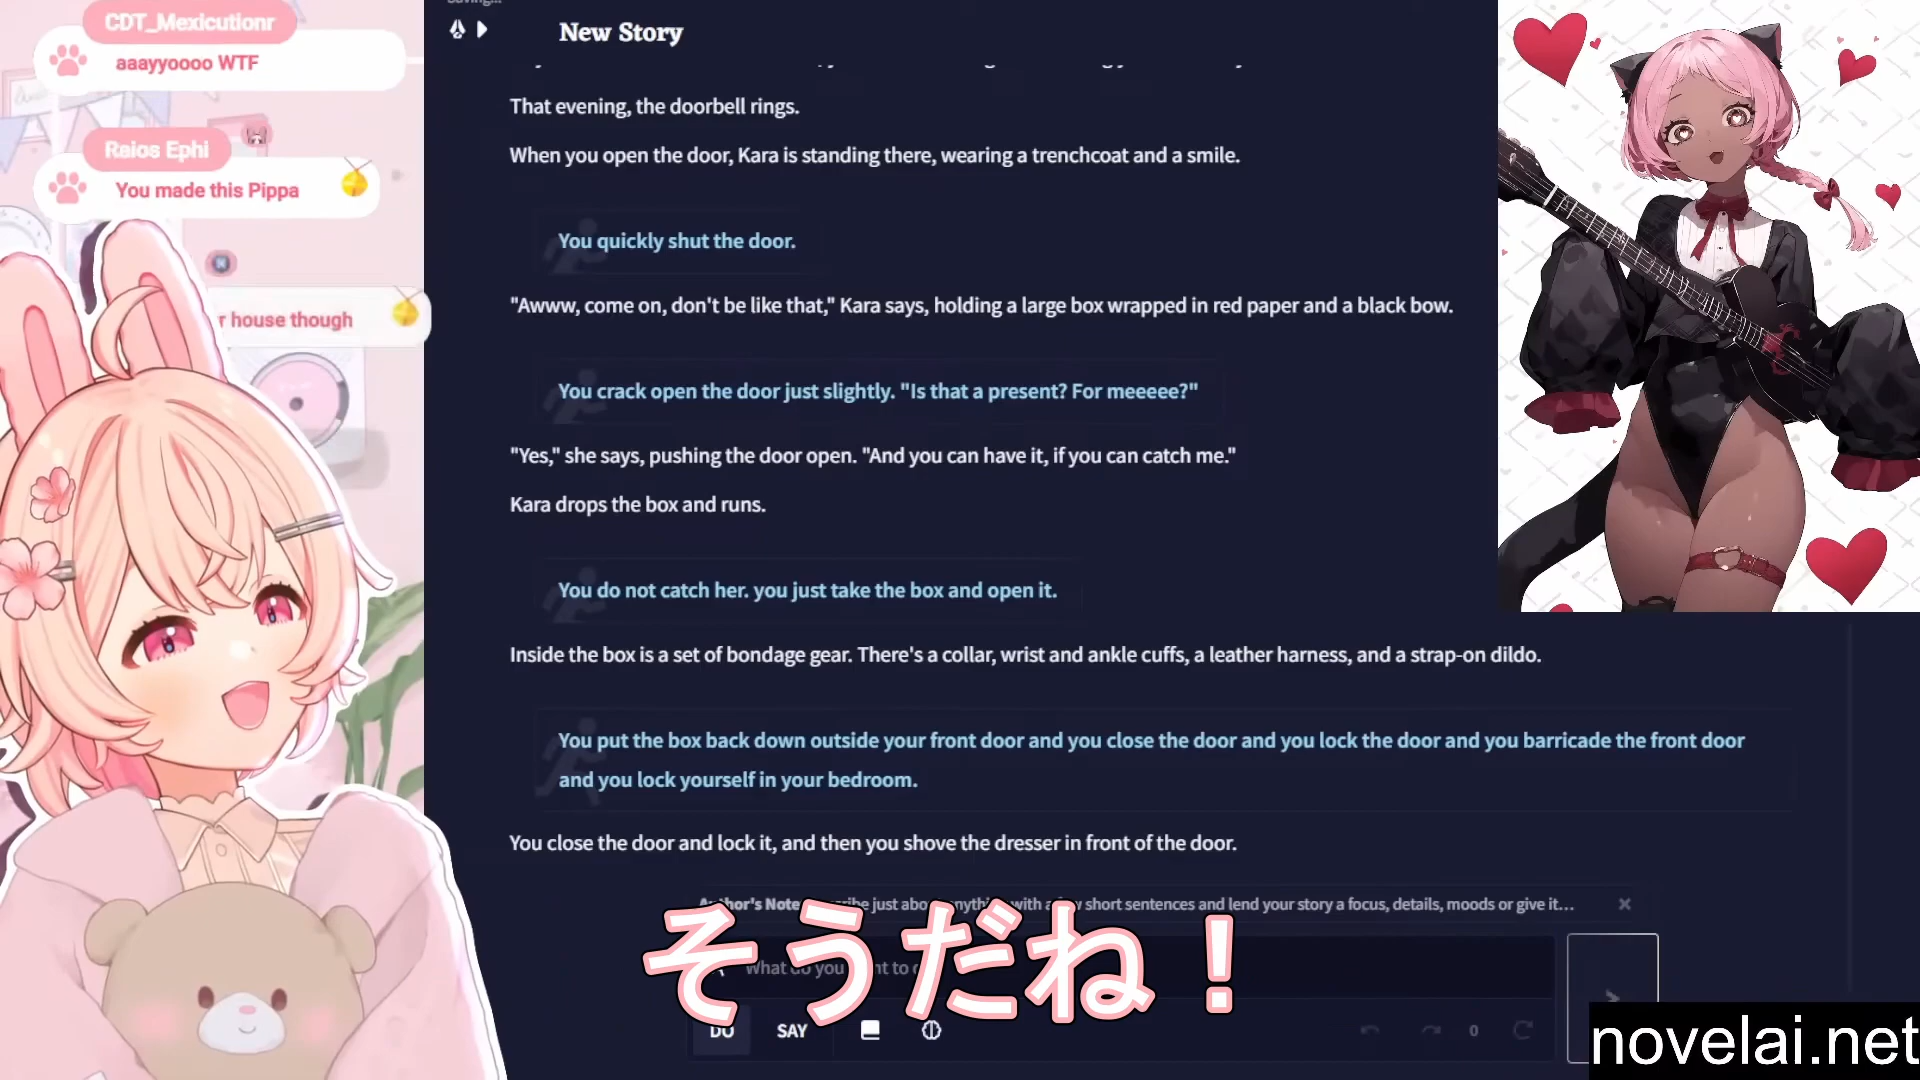 CDT_Mexicutionr
aaayyoooo WTF
Reios Ephi
You made this Pippa
r house though
Saving...
New Story
That evening, the doorbell rings.
When you open the door, Kara is standing there, wearing a trenchcoat and a smile.
You quickly shut the door.
"Awww, come on, don't be like that," Kara says, holding a large box wrapped in red paper and a black bow.
You crack open the door just slightly. "Is that a present? For meeeee?"
"Yes," she says, pushing the door open. "And you can have it, if you can catch me."
Kara drops the box and runs.
You do not catch her. you just take the box and open it.
Inside the box is a set of bondage gear. There's a collar, wrist and ankle cuffs, a leather harness, and a strap-on dildo.
You put the box back down outside your front door and you close the door and you lock the door and you barricade the front door
and you lock yourself in your bedroom.
You close the door and lock it, and then you shove the dresser in front of the door.
Author's Note just with short sentences and lend your story a focus, details, moods or give it...
What do you to
そうだね！
DO SAY 0
novelai.net